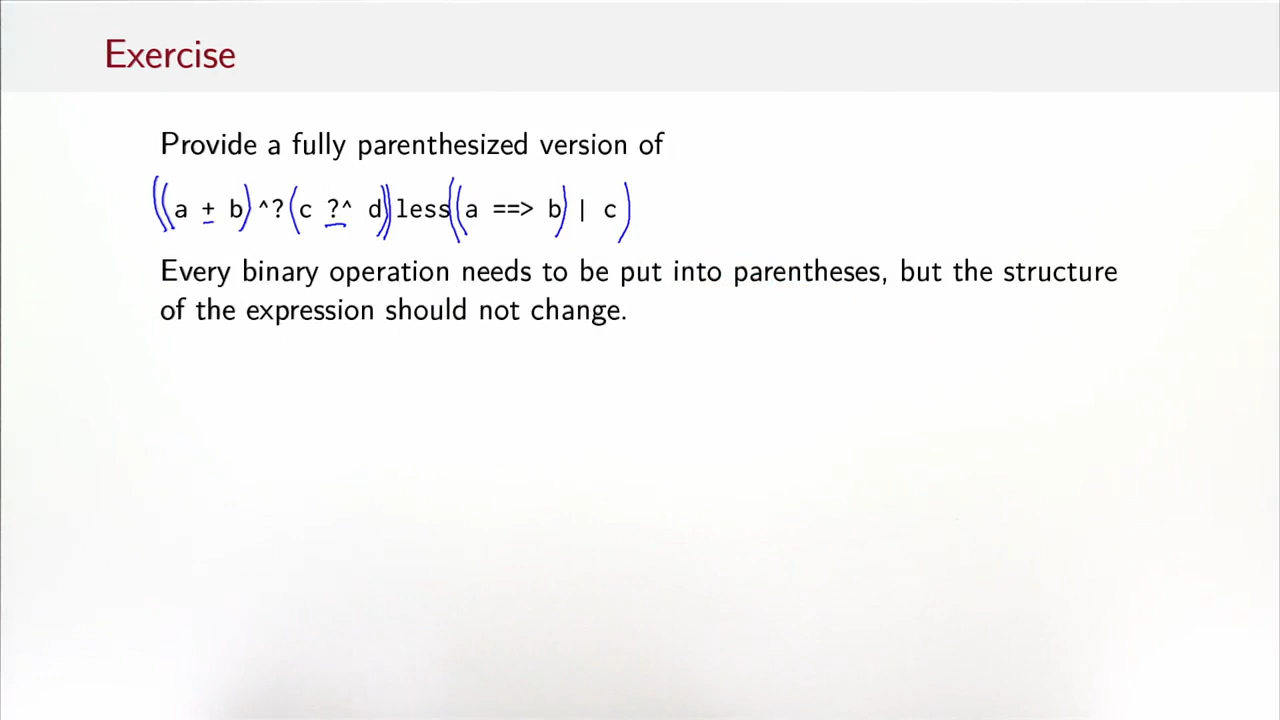 Exercise
Provide a fully parenthesized version of
((a + b) ^? (c ?^ d)) less((a ==> b) | c)
Every binary operation needs to be put into parentheses, but the structure
of the expression should not change.